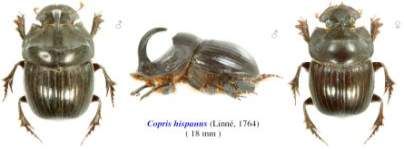 ♂
♂
♀
Copris hispanus (Linné, 1764)
( 18 mm )